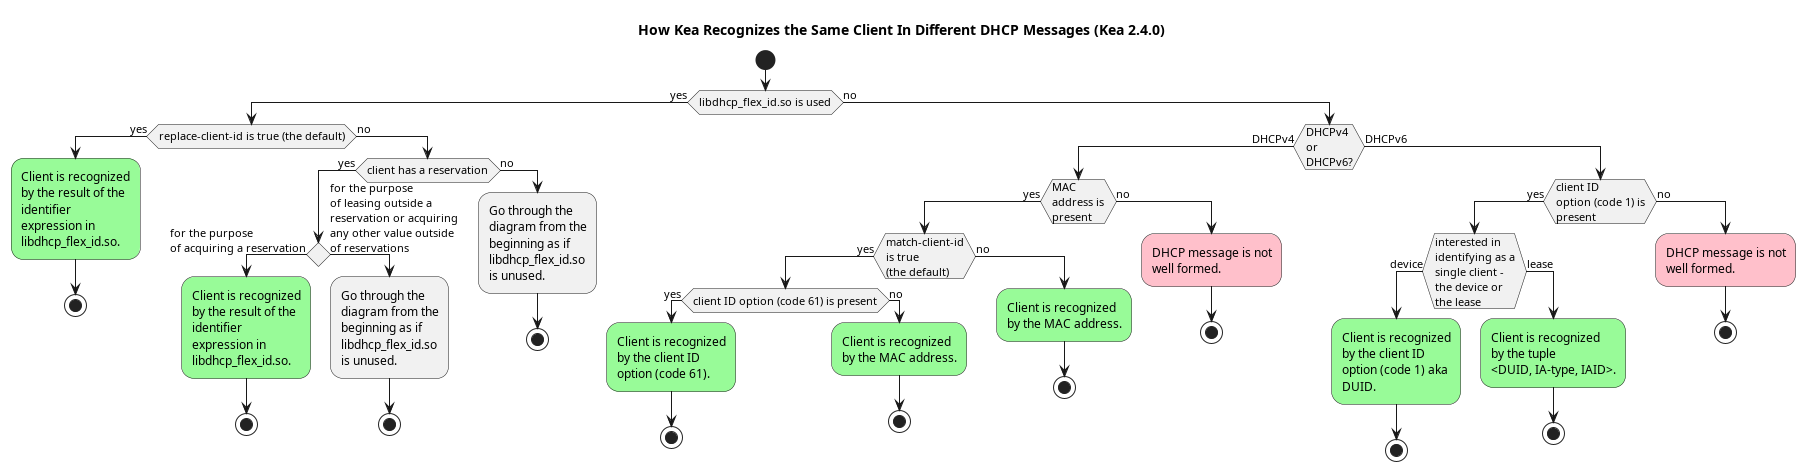 How Kea Recognizes the Same Client In Different DHCP Messages (Kea 2.4.0)
yes
libdhcp_flex_id.so is used
no
yes
replace-client-id is true (the default)
no
Client is recognized
by the result of the
identifier
expression in
libdhcp_flex_id.so.
yes
client has a reservation
no
for the purpose
of acquiring a reservation
for the purpose
of leasing outside a
reservation or acquiring
any other value outside
of reservations
Client is recognized
by the result of the
identifier
expression in
libdhcp_flex_id.so.
Go through the
diagram from the
beginning as if
libdhcp_flex_id.so
is unused.
Go through the
diagram from the
beginning as if
libdhcp_flex_id.so
is unused.
DHCPv4
DHCPv4
or
DHCPv6?
DHCPv6
yes
MAC
address is
present
no
yes
match-client-id
is true
(the default)
no
yes
client ID option (code 61) is present
no
Client is recognized
by the client ID
option (code 61).
Client is recognized
by the MAC address.
Client is recognized
by the MAC address.
DHCP message is not
well formed.
yes
client ID
option (code 1) is
present
no
device
interested in
identifying as a
single client -
the device or
the lease
lease
Client is recognized
by the client ID
option (code 1) aka
DUID.
Client is recognized
by the tuple
<DUID, IA-type, IAID>.
DHCP message is not
well formed.